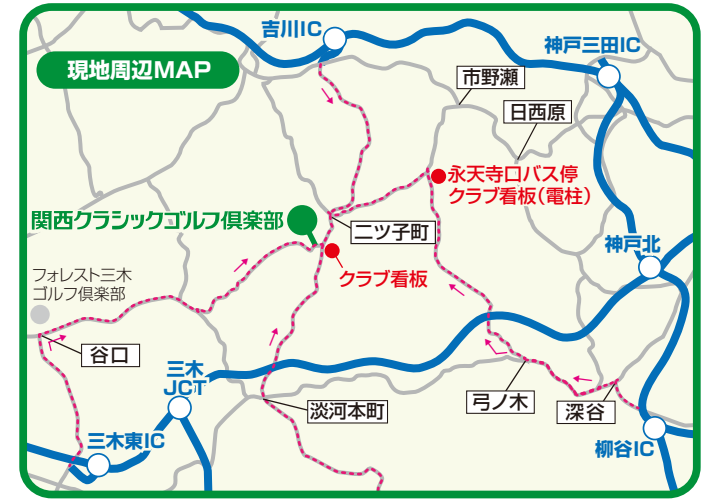 現地周辺MAP
吉川IC
神戸三田IC
市野瀬
日西原
永天寺口バス停
クラブ看板(電柱)
関西クラシックゴルフ倶楽部
二ツ子町
神戸北
クラブ看板
フォレスト三木
ゴルフ倶楽部
谷口
三木
JCT
淡河本町
弓ノ木
深谷
三木東IC
柳谷IC